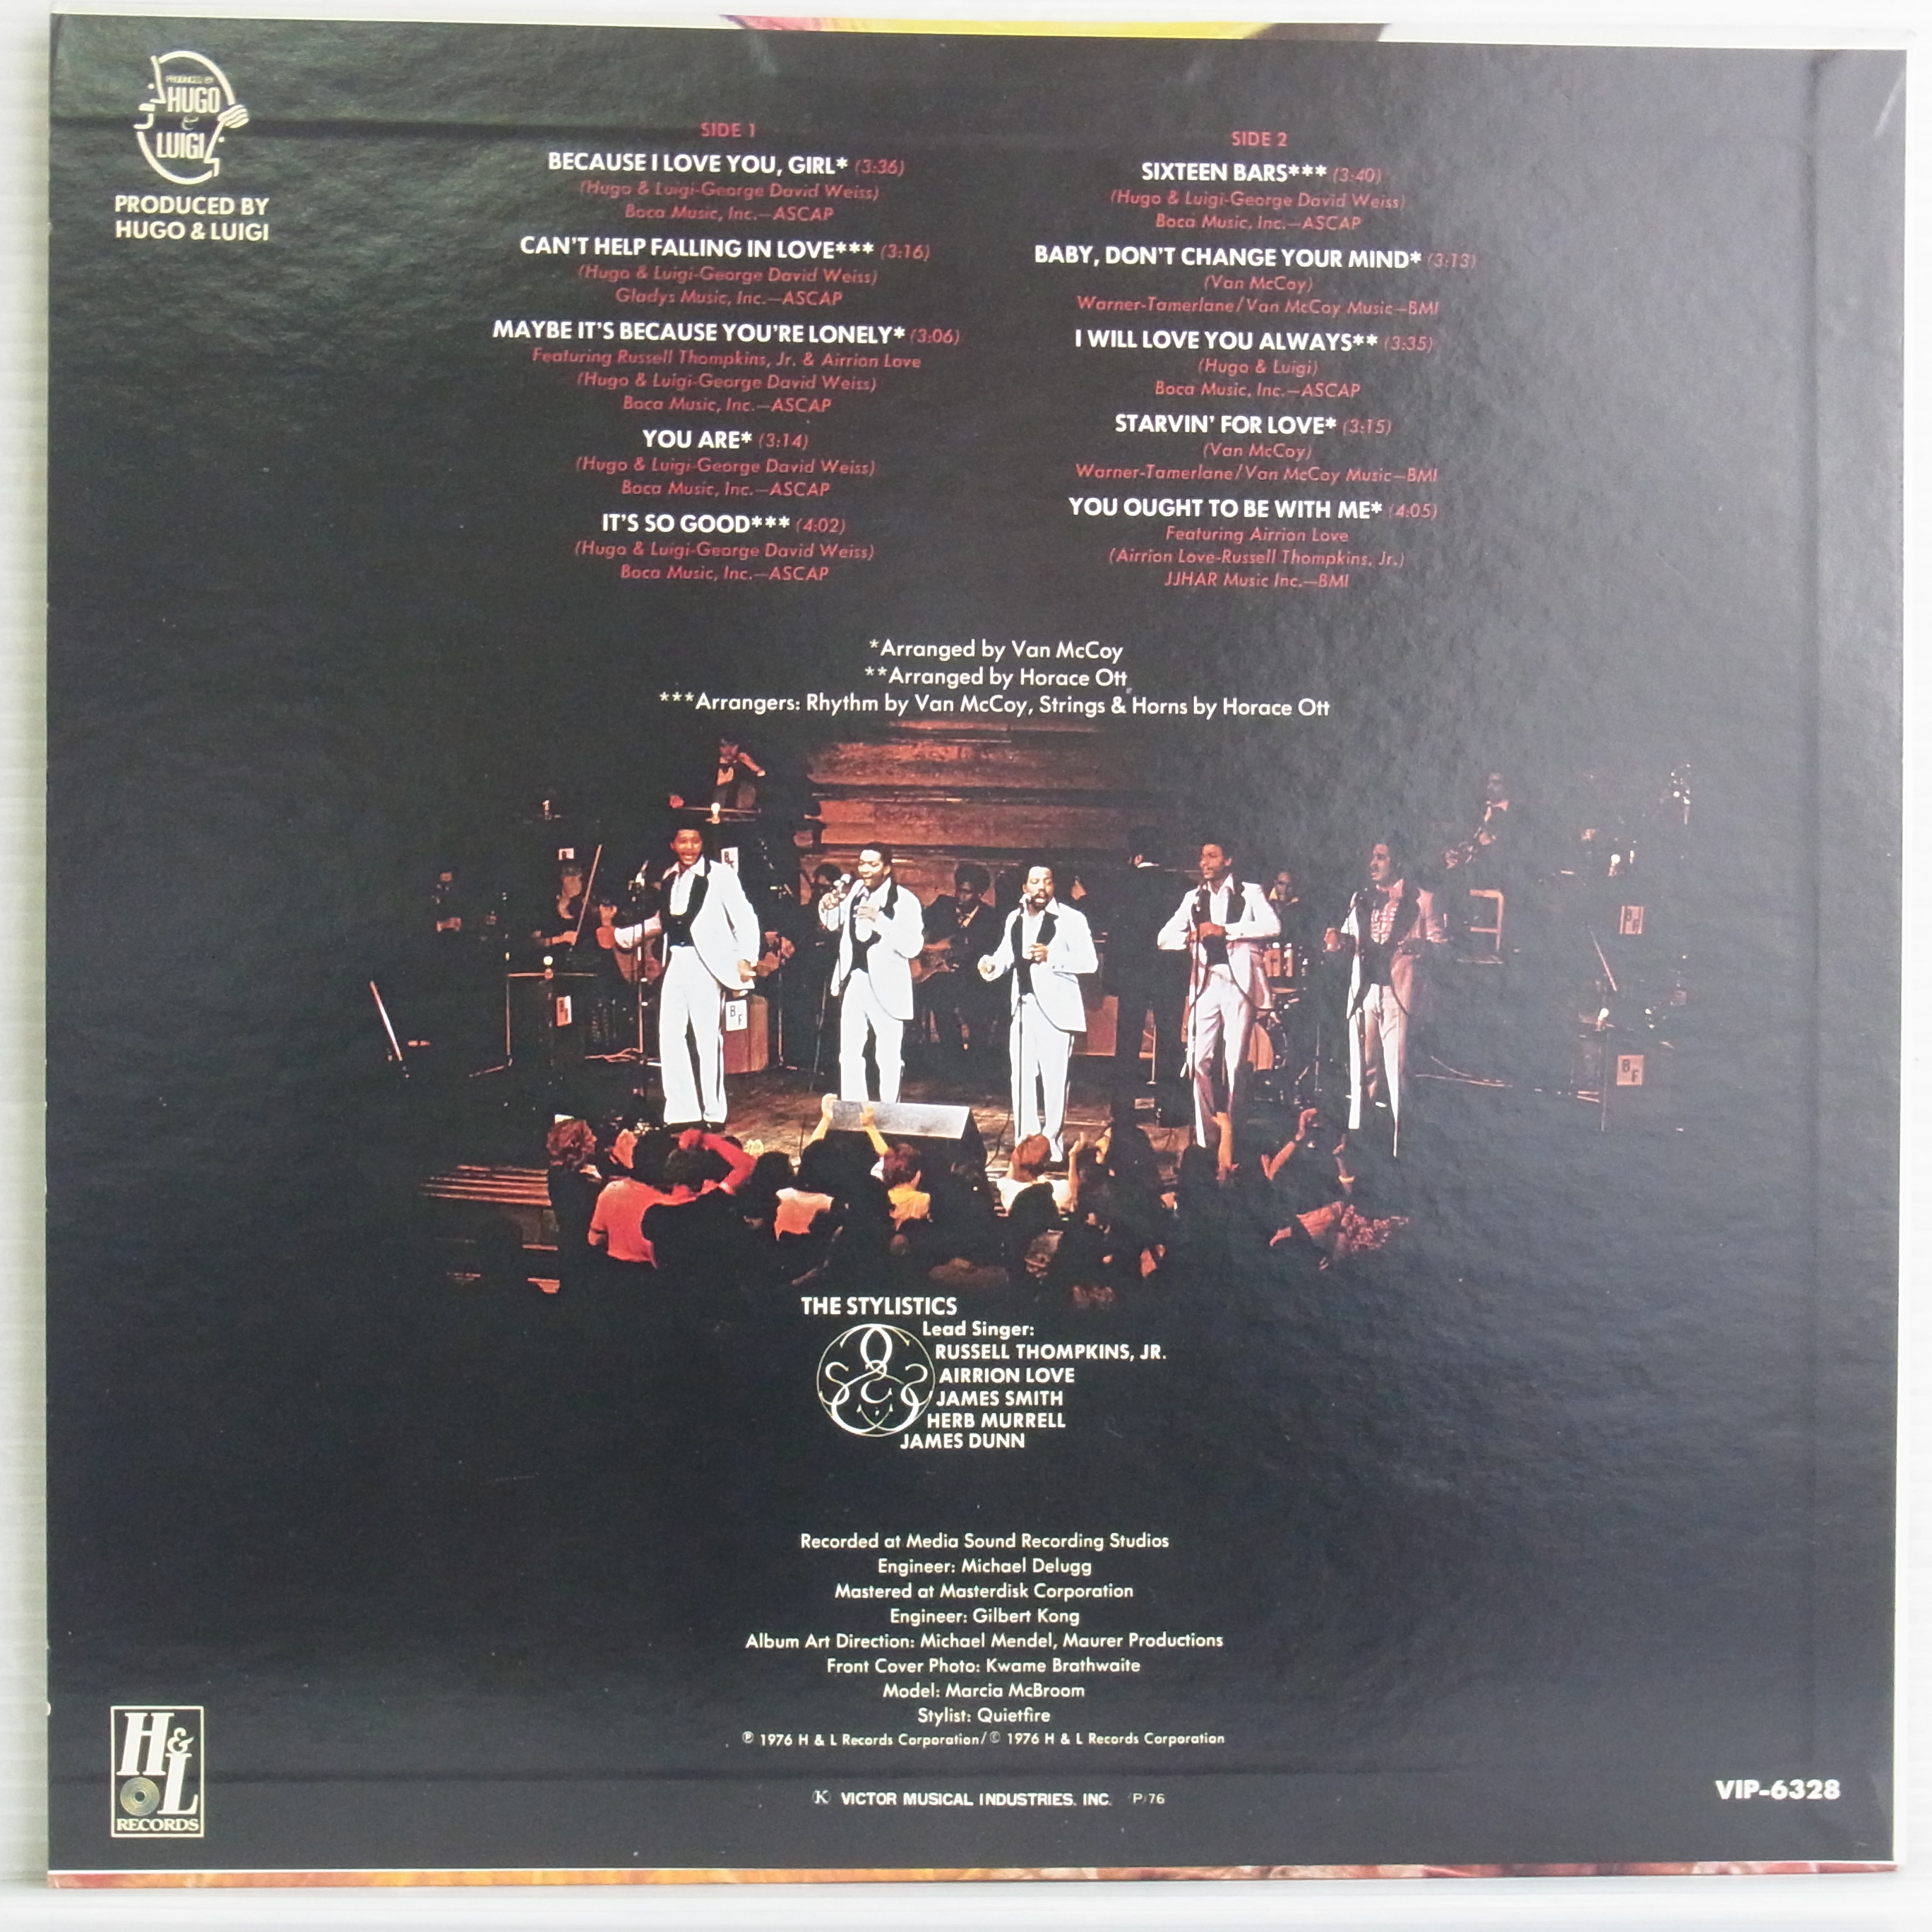 PRODUCED BY
HUGO
&
LUIGI
PRODUCED BY
HUGO & LUIGI
SIDE 1
BECAUSE I LOVE YOU, GIRL* (3:36)
(Hugo & Luigi-George David Weiss)
Boca Music, Inc.—ASCAP
CAN'T HELP FALLING IN LOVE*** (3:16)
(Hugo & Luigi-George David Weiss)
Gladys Music, Inc.—ASCAP
MAYBE IT'S BECAUSE YOU'RE LONELY* (3:06)
Featuring Russell Thompkins, Jr. & Airrion Love
(Hugo & Luigi-George David Weiss)
Boca Music, Inc.—ASCAP
YOU ARE* (3:14)
(Hugo & Luigi-George David Weiss)
Boca Music, Inc.—ASCAP
IT'S SO GOOD*** (4:02)
(Hugo & Luigi-George David Weiss)
Boca Music, Inc.—ASCAP
SIDE 2
SIXTEEN BARS*** (3:40)
(Hugo & Luigi-George David Weiss)
Boca Music, Inc.—ASCAP
BABY, DON'T CHANGE YOUR MIND* (3:13)
(Van McCoy)
Warner-Tamerlane/Van McCoy Music—BMI
I WILL LOVE YOU ALWAYS** (3:35)
(Hugo & Luigi)
Boca Music, Inc.—ASCAP
STARVIN' FOR LOVE* (3:15)
(Van McCoy)
Warner-Tamerlane/Van McCoy Music—BMI
YOU OUGHT TO BE WITH ME* (4:05)
Featuring Airrion Love
(Airrion Love-Russell Thompkins, Jr.)
JJHAR Music Inc.—BMI
*Arranged by Van McCoy
**Arranged by Horace Ott
***Arrangers: Rhythm by Van McCoy, Strings & Horns by Horace Ott
B F
B F
THE STYLISTICS
Lead Singer:
RUSSELL THOMPKINS, JR.
AIRRION LOVE
JAMES SMITH
HERB MURRELL
JAMES DUNN
Recorded at Media Sound Recording Studios
Engineer: Michael Delugg
Mastered at Masterdisk Corporation
Engineer: Gilbert Kong
Album Art Direction: Michael Mendel, Maurer Productions
Front Cover Photo: Kwame Brathwaite
Model: Marcia McBroom
Stylist: Quietfire
℗ 1976 H & L Records Corporation/© 1976 H & L Records Corporation
H&L
RECORDS
K VICTOR MUSICAL INDUSTRIES, INC. (P)76
VIP-6328